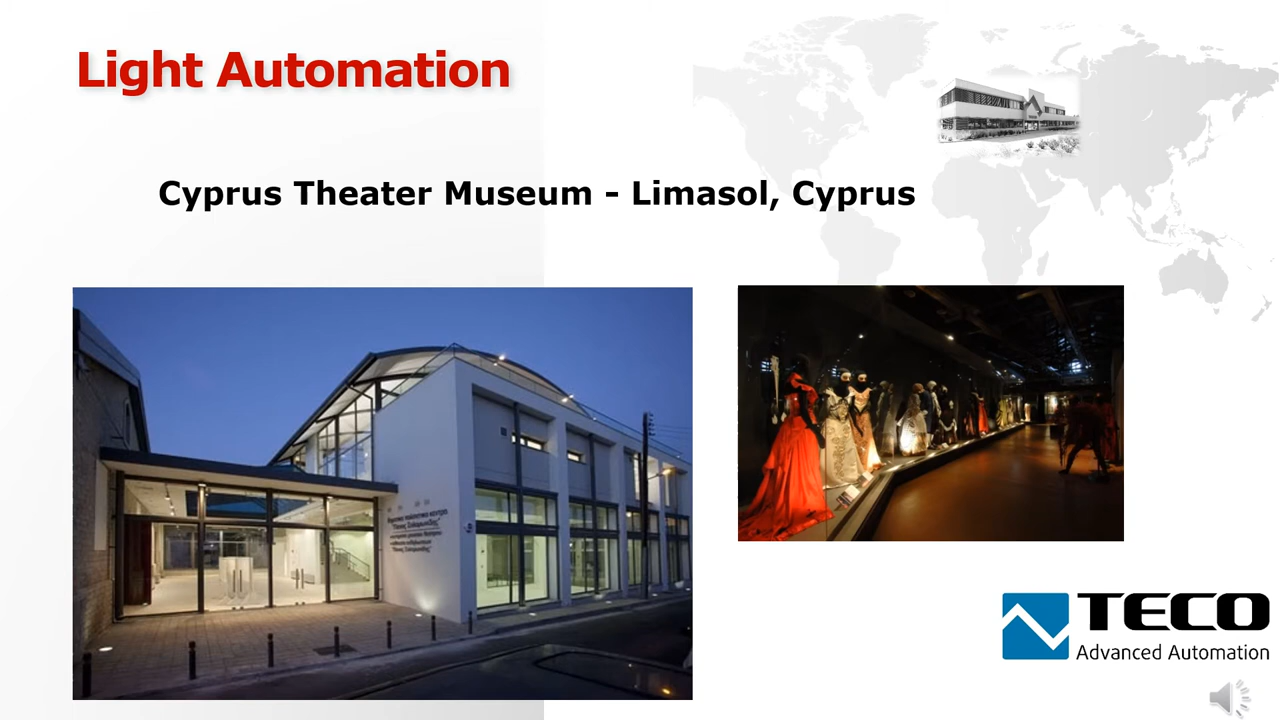 Light Automation
Cyprus Theater Museum - Limasol, Cyprus
TECO
Advanced Automation